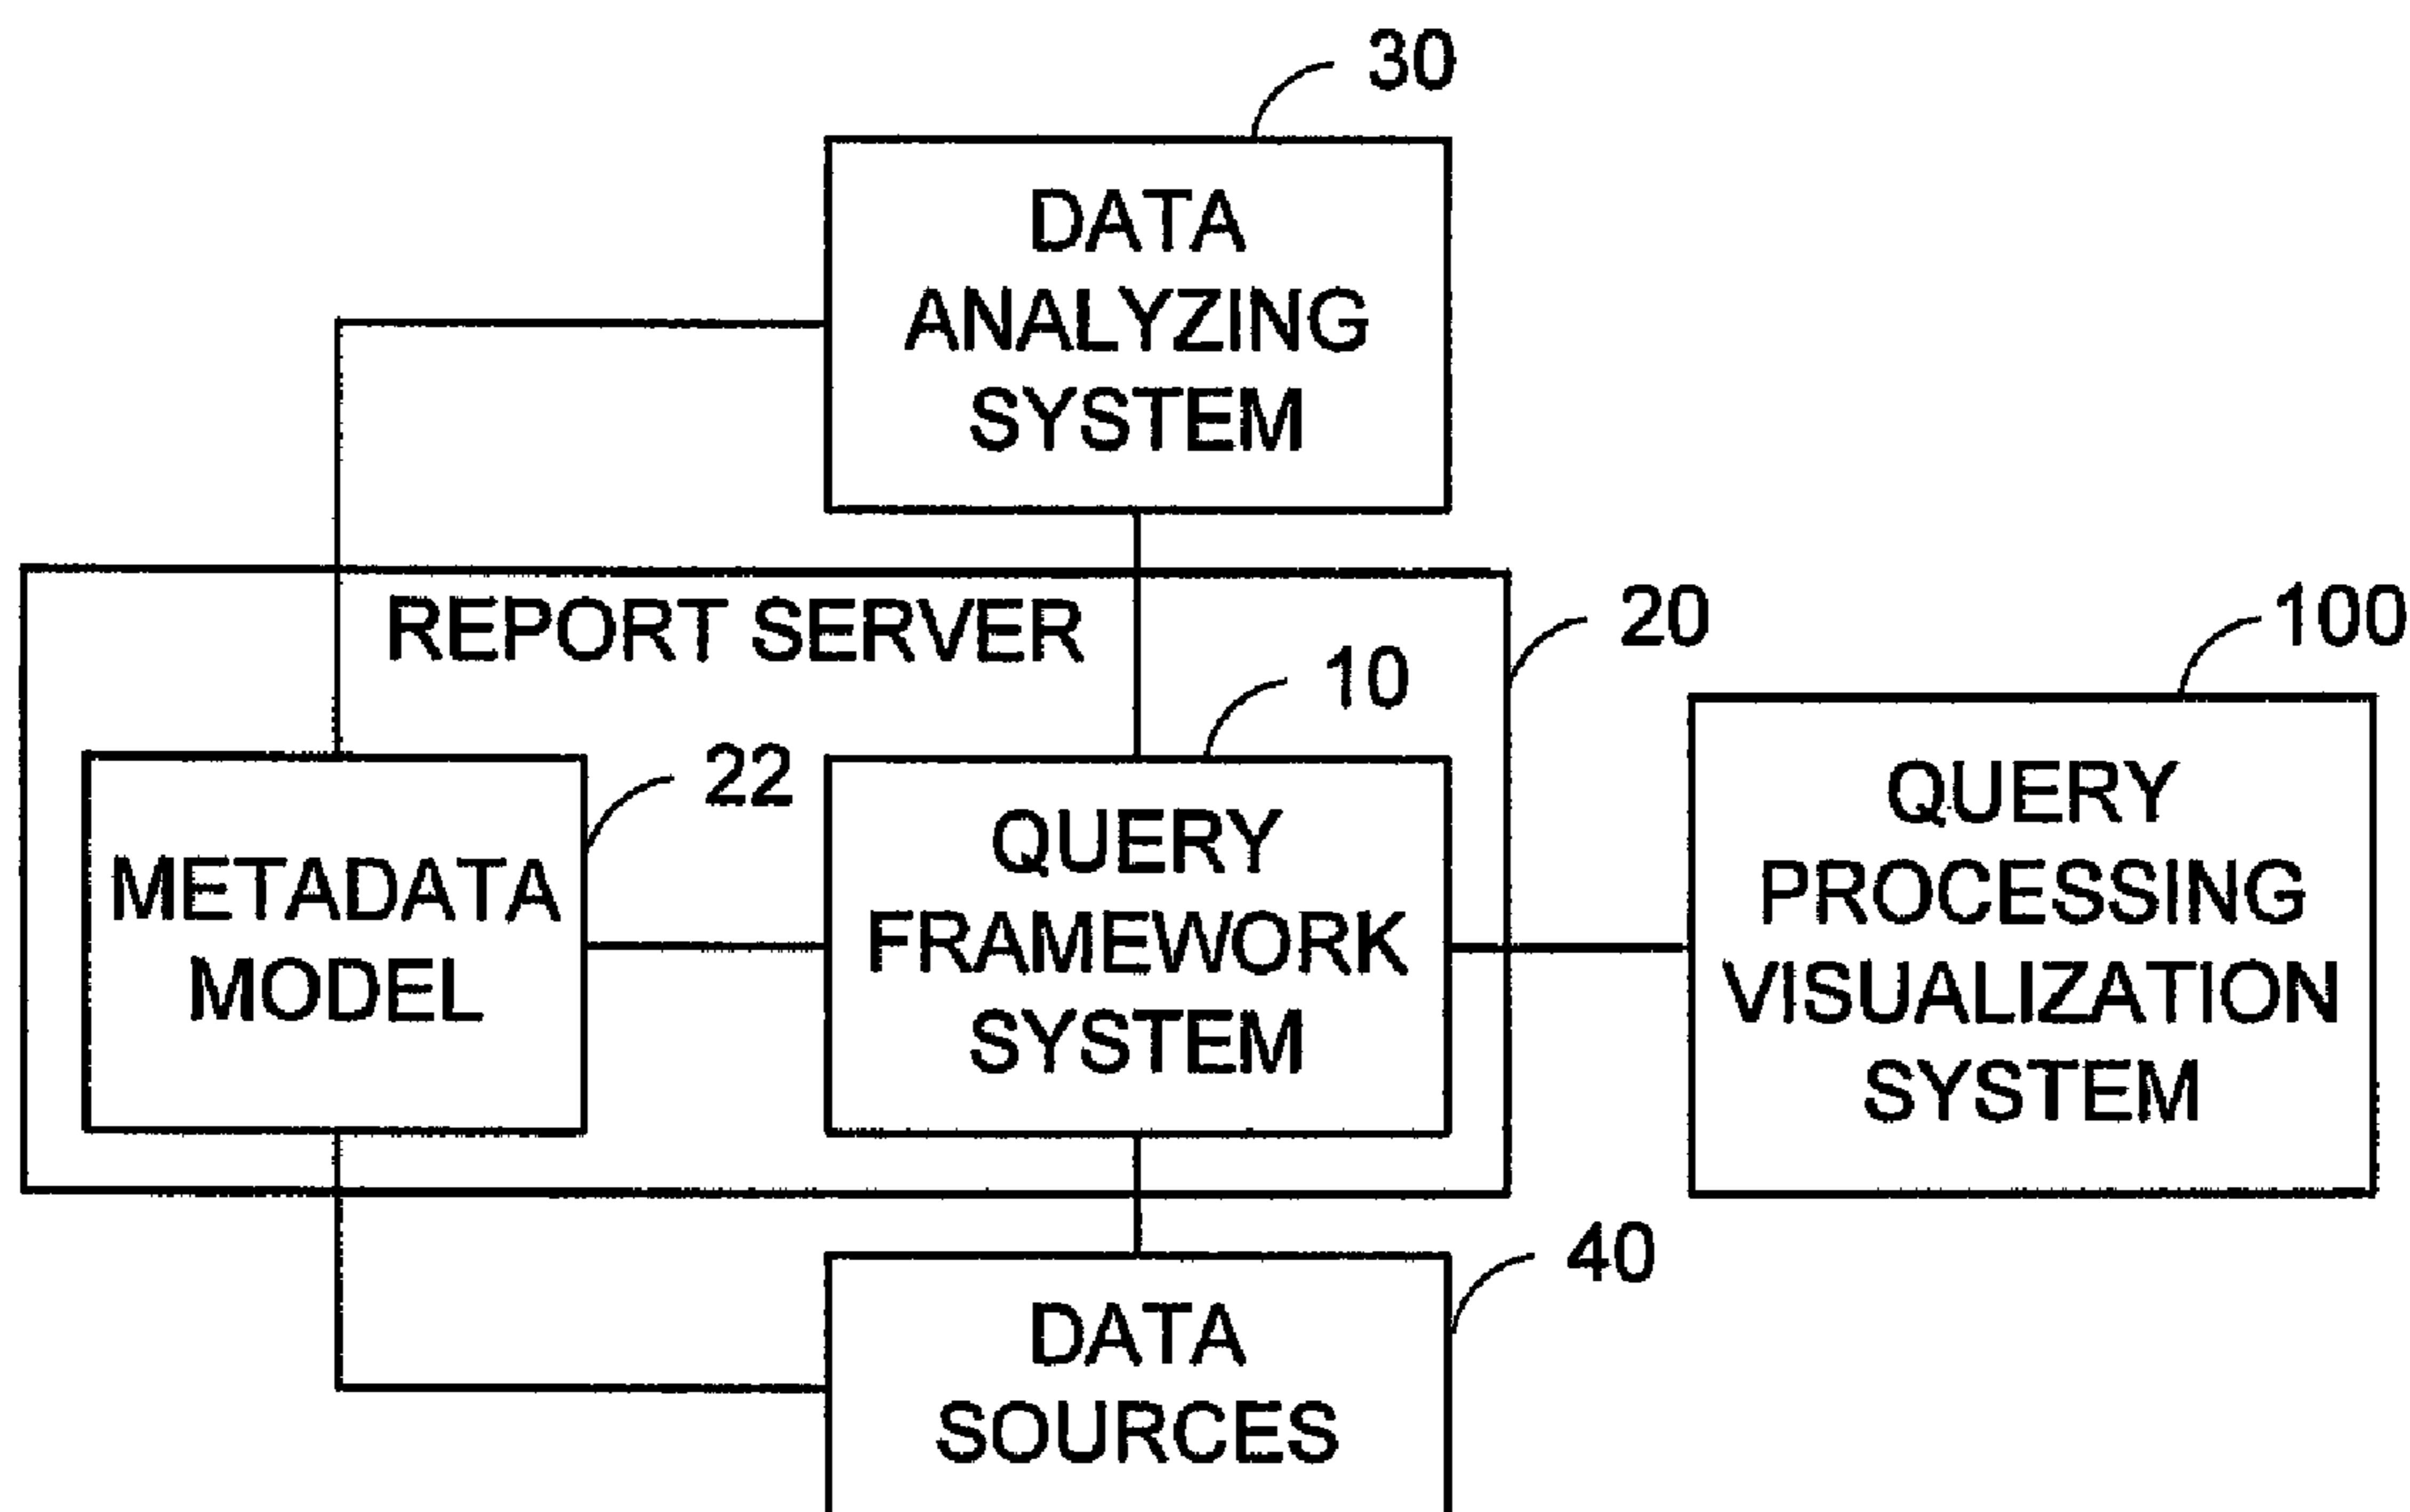 30
DATA
ANALYZING
SYSTEM
REPORT SERVER
20
100
10
22
METADATA
MODEL
QUERY
FRAMEWORK
SYSTEM
QUERY
PROCESSING
VISUALIZATION
SYSTEM
40
DATA
SOURCES